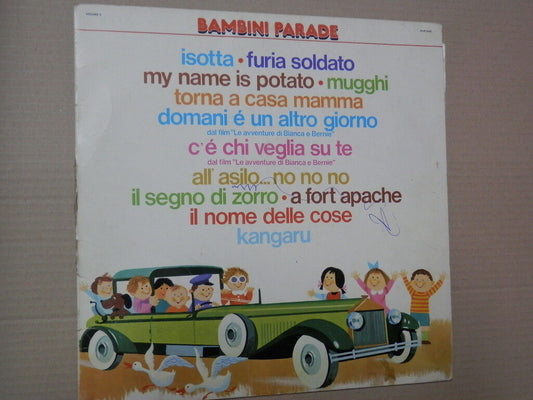 BAMBINI PARADE
isotta • furia soldato
my name is potato • mugghi
torna a casa mamma
domani é un altro giorno
dal film "Le avventure di Bianca e Bernie"
c'é chi veglia su te
dal film "Le avventure di Bianca e Bernie"
all' asilo... no no no
il segno di zorro • a fort apache
il nome delle cose
kangaru